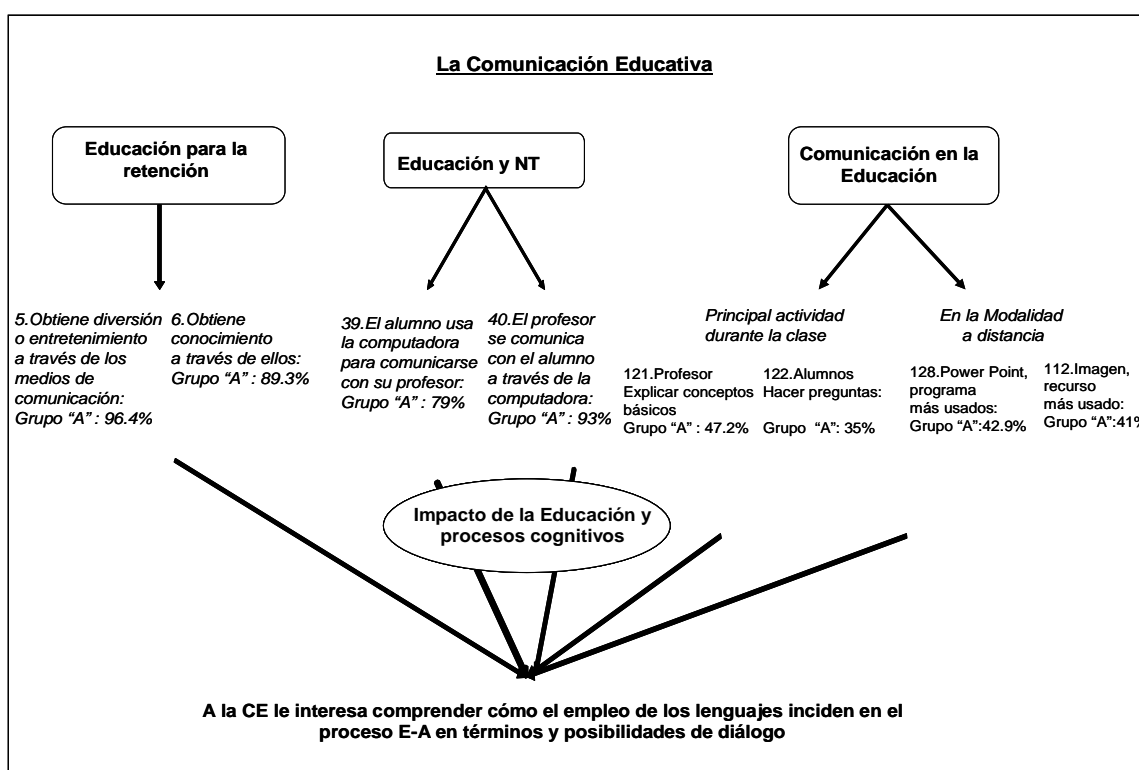 La Comunicación Educativa
Educación para la
retención
Educación y NT
Comunicación en la
Educación
5.Obtiene diversión
o entretenimiento
a través de los
medios de
comunicación:
Grupo “A” : 96.4%
6.Obtiene
conocimiento
a través de ellos:
Grupo “A” : 89.3%
39.El alumno usa
la computadora
para comunicarse
con su profesor:
Grupo “A” : 79%
40.El profesor
se comunica
con el alumno
a través de la
computadora:
Grupo “A” : 93%
Principal actividad
durante la clase
121.Profesor
Explicar conceptos
básicos
Grupo “A” : 47.2%
122.Alumnos
Hacer preguntas:
Grupo “A”: 35%
En la Modalidad
a distancia
128.Power Point,
programa
más usados:
Grupo “A”:42.9%
112.Imagen,
recurso
más usado:
Grupo “A”:41%
Impacto de la Educación y
procesos cognitivos
A la CE le interesa comprender cómo el empleo de los lenguajes inciden en el
proceso E-A en términos y posibilidades de diálogo